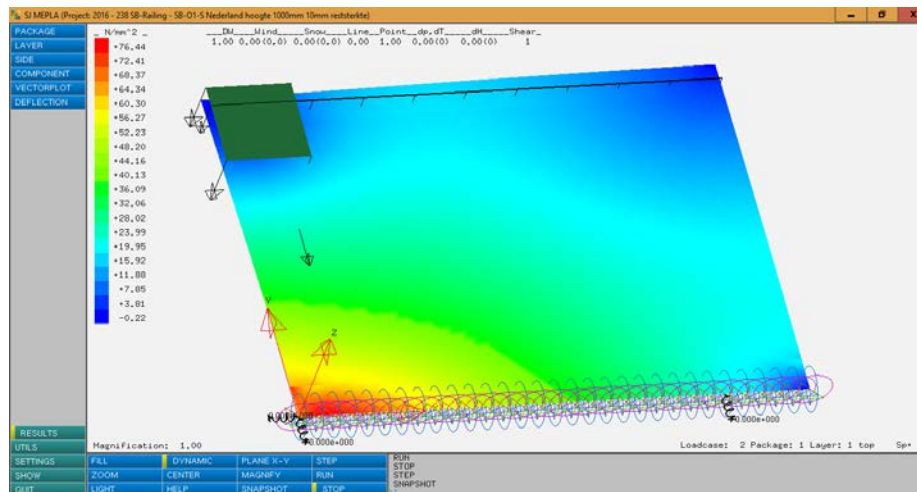 SJ MEPLA (Project: 2016 - 238 SB-Railing - SB-O1-S Nederland hoogte 1000mm 10mm reststerkte)
PACKAGE
LAYER
SIDE
COMPONENT
VECTORPLOT
DEFLECTION
_ N/mm^2 _
+76.44
+72.41
+68.37
+64.34
+60.30
+56.27
+52.23
+48.20
+44.16
+40.13
+36.09
+32.06
+28.02
+23.99
+19.95
+15.92
+11.88
+7.85
+3.81
-0.22
___DW____Wind_____Snow___Line__Point__dp,dT____dH____Shear_
1.00 0.00(0,0) 0.00(0,0) 0.00 1.00 0.00(0) 0.00(0) 1
Y
Z
0.000e+000
0.000e+000
Magnification: 1.00
Loadcase: 2 Package: 1 Layer: 1 top
RESULTS
UTILS
SETTINGS
SHOW
QUIT
FILL DYNAMIC PLANE X-Y STEP
ZOOM CENTER MAGNIFY RUN
LIGHT HELP SNAPSHOT STOP
RUN
STOP
STEP
SNAPSHOT